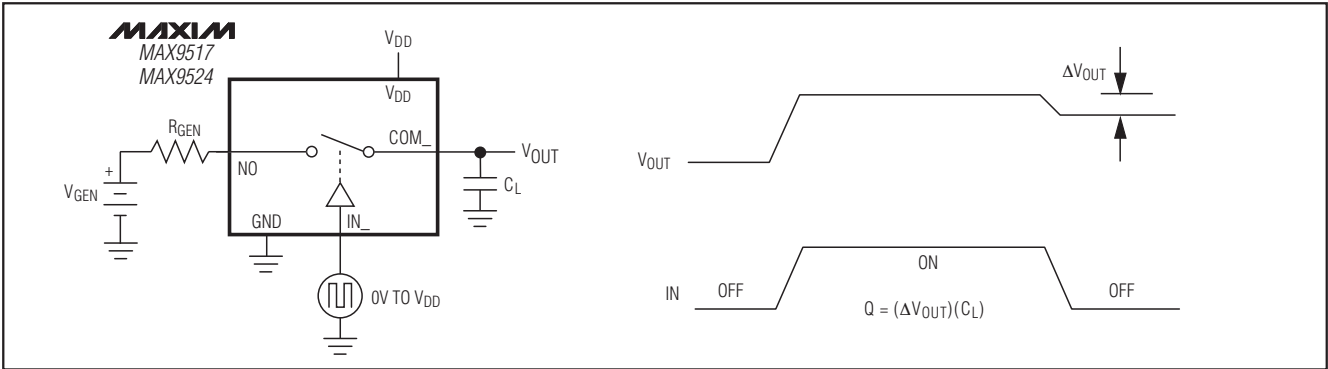 MAXIM
MAX9517
MAX9524
VDD
VDD
RGEN
COM_
VOUT
NO
+
VGEN
CL
GND
IN_
0V TO VDD
ΔVOUT
VOUT
ON
IN
OFF
OFF
Q = (ΔVOUT)(CL)